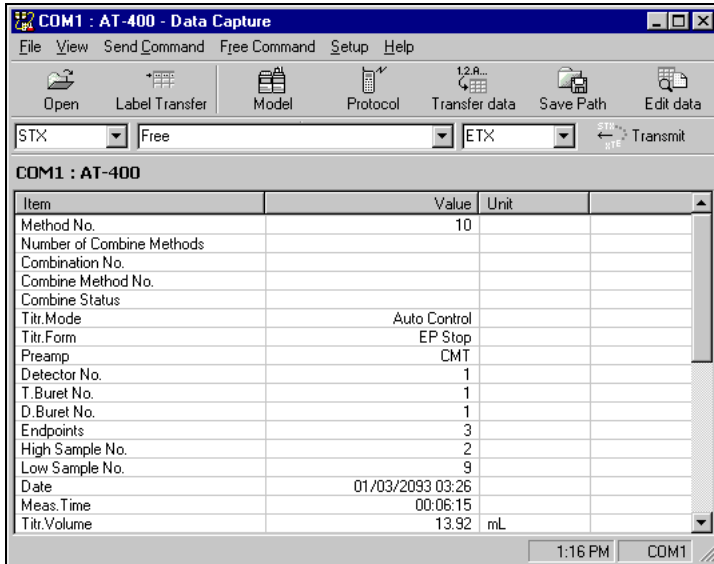 COM1 : AT-400 - Data Capture
File View Send Command Free Command Setup Help
1.2.A...
Open Label Transfer Model Protocol Transfer data Save Path Edit data
STX Free ETX STX... Transmit
COM1 : AT-400
Item Value Unit
Method No. 10
Number of Combine Methods
Combination No.
Combine Method No.
Combine Status
Titr.Mode Auto Control
Titr.Form EP Stop
Preamp CMT
Detector No. 1
T.Buret No. 1
D.Buret No. 1
Endpoints 3
High Sample No. 2
Low Sample No. 9
Date 01/03/2093 03:26
Meas.Time 00:06:15
Titr.Volume 13.92 mL
1:16 PM COM1